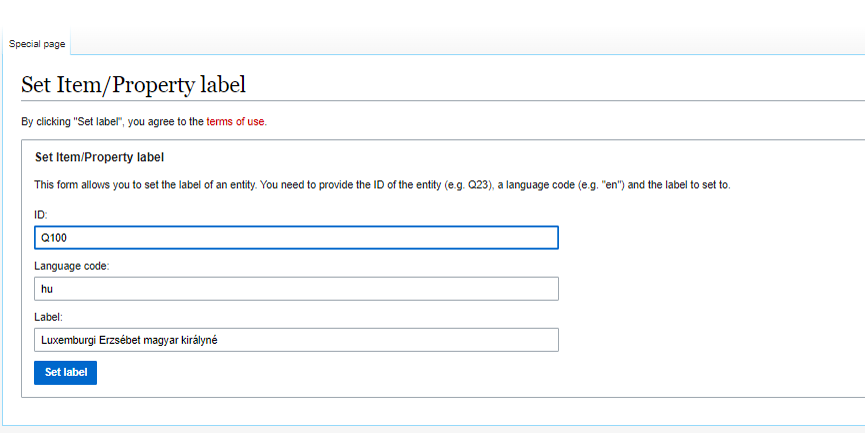 Special page
Set Item/Property label
By clicking "Set label", you agree to the terms of use.
Set Item/Property label
This form allows you to set the label of an entity. You need to provide the ID of the entity (e.g. Q23), a language code (e.g. "en") and the label to set to.
ID:
Q100
Language code:
hu
Label:
Luxemburgi Erzsébet magyar királyné
Set label